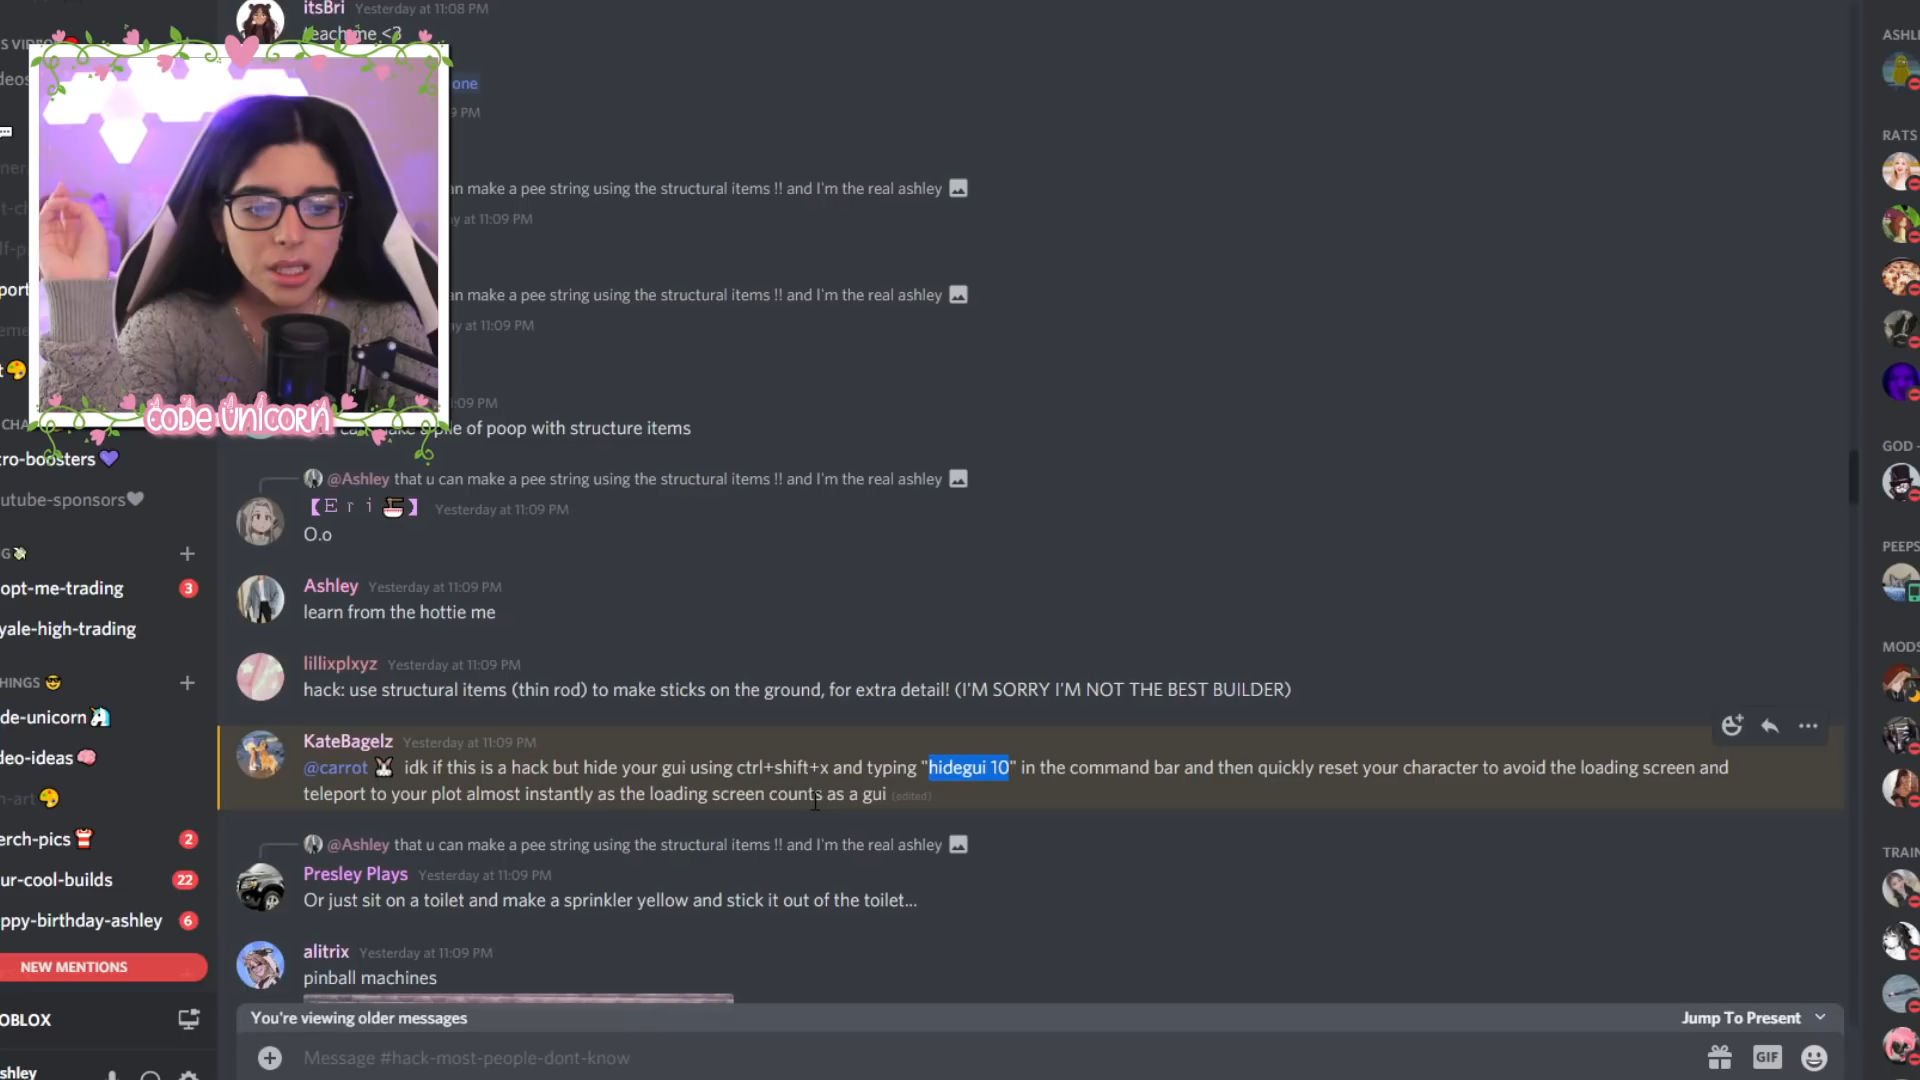 itsBri Yesterday at 11:08 PM
teach me <3
one
PM
an make a pee string using the structural items !! and I'm the real ashley
y at 11:09 PM
an make a pee string using the structural items !! and I'm the real ashley
ay at 11:09 PM
:09 PM
pile of poop with structure items
@Ashley that u can make a pee string using the structural items !! and I'm the real ashley
【E r i 🍜】 Yesterday at 11:09 PM
O.o
Ashley Yesterday at 11:09 PM
learn from the hottie me
lillixplxyz Yesterday at 11:09 PM
hack: use structural items (thin rod) to make sticks on the ground, for extra detail! (I'M SORRY I'M NOT THE BEST BUILDER)
KateBagelz Yesterday at 11:09 PM
@carrot 🐰 idk if this is a hack but hide your gui using ctrl+shift+x and typing "hidegui 10" in the command bar and then quickly reset your character to avoid the loading screen and
teleport to your plot almost instantly as the loading screen counts as a gui (edited)
@Ashley that u can make a pee string using the structural items !! and I'm the real ashley
Presley Plays Yesterday at 11:09 PM
Or just sit on a toilet and make a sprinkler yellow and stick it out of the toilet...
alitrix Yesterday at 11:09 PM
pinball machines
You're viewing older messages Jump To Present
Message #hack-most-people-dont-know
GIF
CODE UNICORN
S VIDEO
deos
port
CHA
ro-boosters 💜
utube-sponsors🤍
G💸
opt-me-trading 3
yale-high-trading
HINGS 😎
de-unicorn 🦄
deo-ideas 🧠
n-art 🎨
erch-pics 👕 2
ur-cool-builds 22
ppy-birthday-ashley 6
NEW MENTIONS
OBLOX
shley
ASHL
RATS
GOD -
PEEPS
MODS
TRAIN